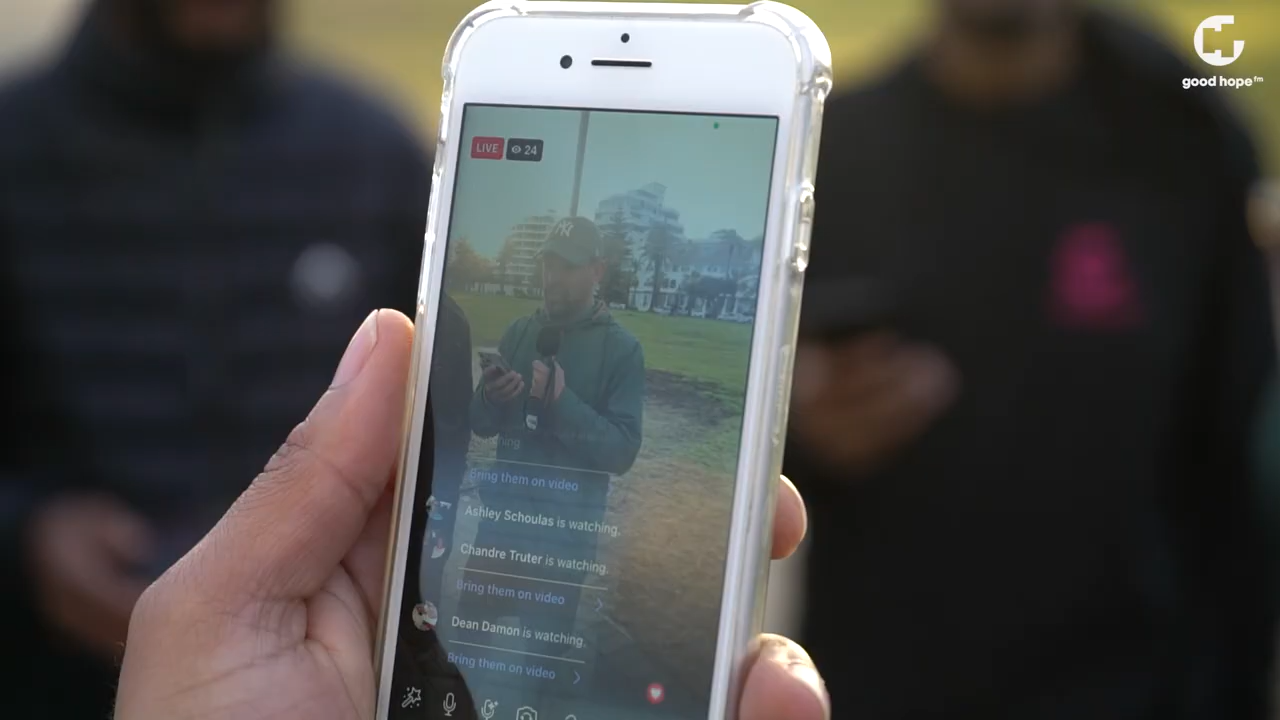 good hope fm
LIVE 24
NY
Bring them on video
Ashley Schoulas is watching.
Chandre Truter is watching.
Bring them on video
Dean Damon is watching.
Bring them on video